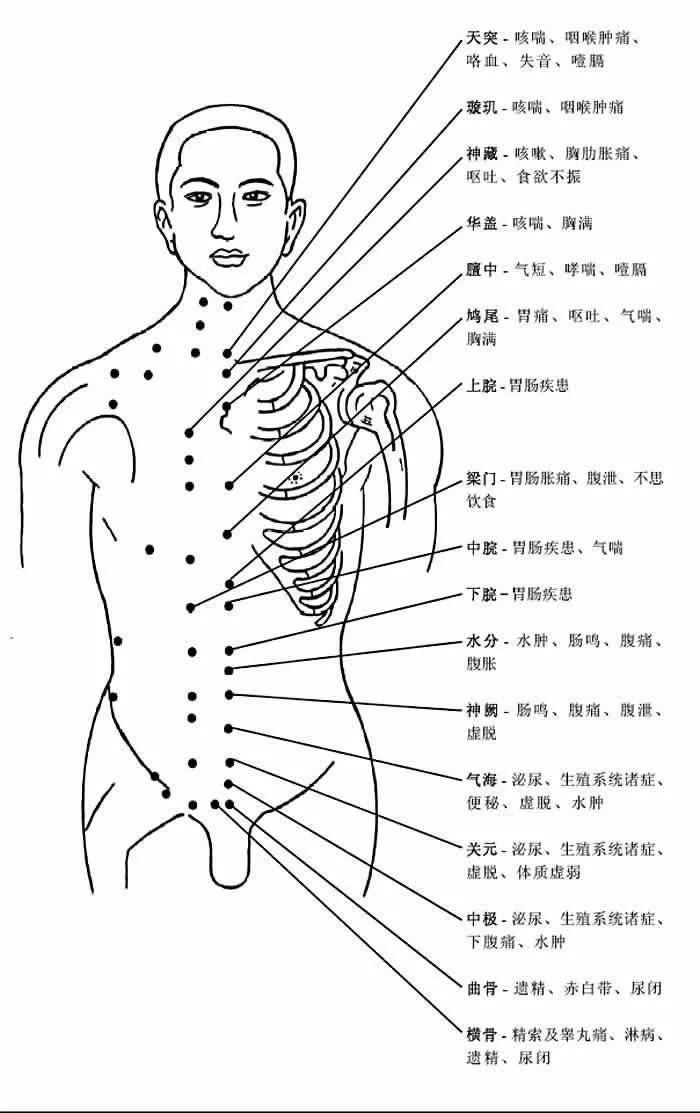 天突 - 咳喘、咽喉肿痛、
咯血、失音、噎膈
璇玑 - 咳喘、咽喉肿痛
神藏 - 咳嗽、胸肋胀痛、
呕吐、食欲不振
华盖 - 咳喘、胸满
膻中 - 气短、哮喘、噎膈
鸠尾 - 胃痛、呕吐、气喘、
胸满
上脘 - 胃肠疾患
梁门 - 胃肠胀痛、腹泄、不思
饮食
中脘 - 胃肠疾患、气喘
下脘 - 胃肠疾患
水分 - 水肿、肠鸣、腹痛、
腹胀
神阙 - 肠鸣、腹痛、腹泄、
虚脱
气海 - 泌尿、生殖系统诸症、
便秘、虚脱、水肿
关元 - 泌尿、生殖系统诸症、
虚脱、体质虚弱
中极 - 泌尿、生殖系统诸症、
下腹痛、水肿
曲骨 - 遗精、赤白带、尿闭
横骨 - 精索及睾丸痛、淋病、
遗精、尿闭